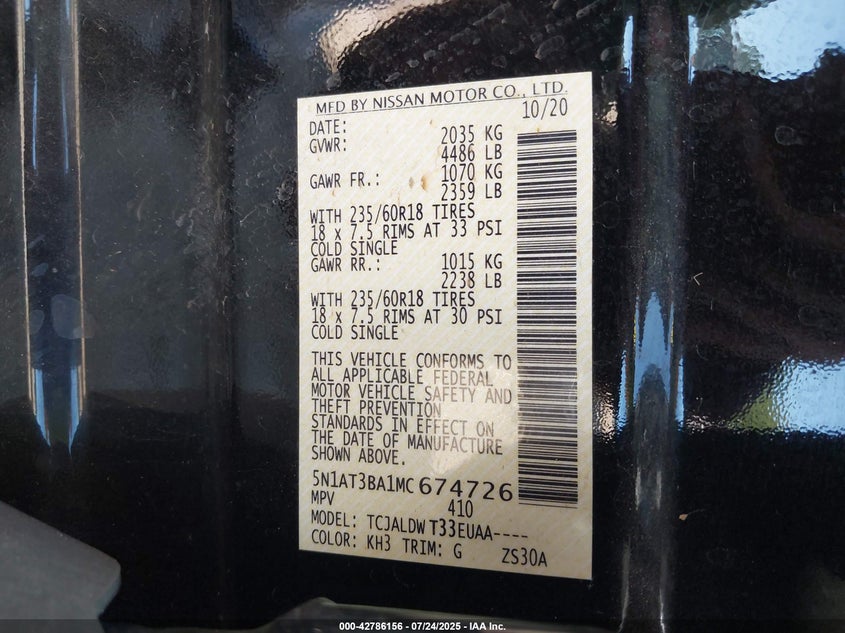 MFD BY NISSAN MOTOR CO., LTD.
DATE: 10/20
GVWR: 2035 KG
4486 LB
GAWR FR.: 1070 KG
2359 LB
WITH 235/60R18 TIRES
18 x 7.5 RIMS AT 33 PSI
COLD SINGLE
GAWR RR.: 1015 KG
2238 LB
WITH 235/60R18 TIRES
18 x 7.5 RIMS AT 30 PSI
COLD SINGLE
THIS VEHICLE CONFORMS TO
ALL APPLICABLE FEDERAL
MOTOR VEHICLE SAFETY AND
THEFT PREVENTION
STANDARDS IN EFFECT ON
THE DATE OF MANUFACTURE
SHOWN ABOVE.
5N1AT3BA1MC674726
MPV 410
MODEL: TCJALDWT33EUAA----
COLOR: KH3 TRIM: G ZS30A
000-42786156 - 07/24/2025 - IAA Inc.